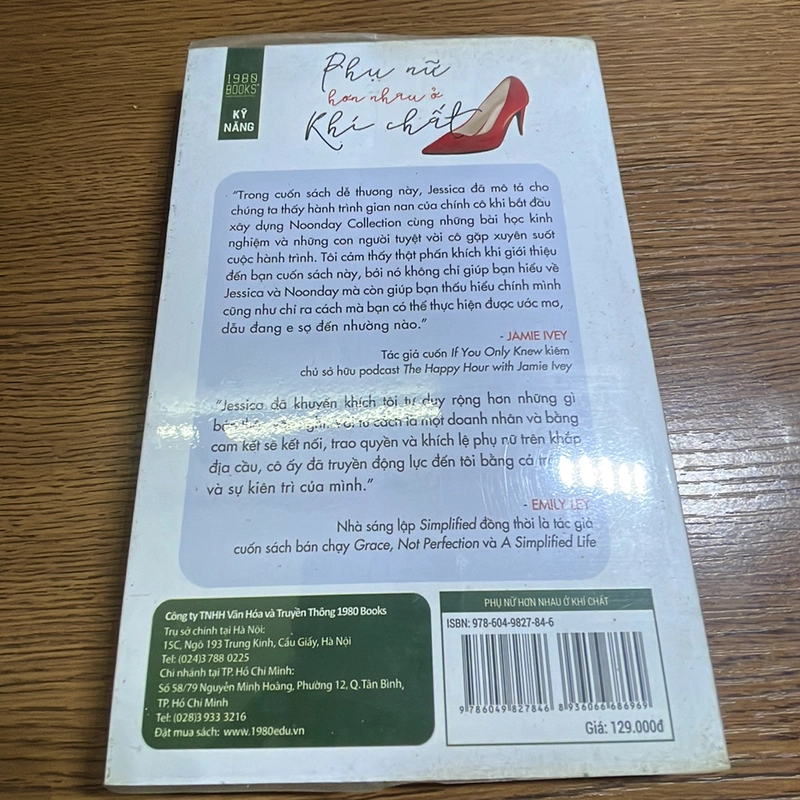 1980
BOOKS
KỸ
NĂNG
Phụ nữ
hơn nhau ở
Khí chất
"Trong cuốn sách dễ thương này, Jessica đã mô tả cho
chúng ta thấy hành trình gian nan của chính cô khi bắt đầu
xây dựng Noonday Collection cùng những bài học kinh
nghiệm và những con người tuyệt vời cô gặp xuyên suốt
cuộc hành trình. Tôi cảm thấy thật phấn khích khi giới thiệu
đến bạn cuốn sách này, bởi nó không chỉ giúp bạn hiểu về
Jessica và Noonday mà còn giúp bạn thấu hiểu chính mình
cũng như chỉ ra cách mà bạn có thể thực hiện được ước mơ,
dẫu đang e sợ đến nhường nào."
- JAMIE IVEY
Tác giả cuốn If You Only Knew kiêm
chủ sở hữu podcast The Happy Hour with Jamie Ivey
"Jessica đã khuyến khích tôi tư duy rộng hơn những gì
với tư cách là một doanh nhân và bằng
cam kết sẽ kết nối, trao quyền và khích lệ phụ nữ trên khắp
địa cầu, cô ấy đã truyền động lực đến tôi bằng cả
và sự kiên trì của mình."
- EMILY LEY
Nhà sáng lập Simplified đồng thời là tác giả
cuốn sách bán chạy Grace, Not Perfection và A Simplified Life
Công ty TNHH Văn Hóa và Truyền Thông 1980 Books
Trụ sở chính tại Hà Nội:
15C, Ngõ 193 Trung Kính, Cầu Giấy, Hà Nội
Tel: (024)3 788 0225
Chi nhánh tại TP. Hồ Chí Minh:
Số 58/79 Nguyễn Minh Hoàng, Phường 12, Q.Tân Bình,
TP. Hồ Chí Minh
Tel: (028)3 933 3216
Đặt mua sách: www.1980edu.vn
PHỤ NỮ HƠN NHAU Ở KHÍ CHẤT
ISBN: 978-604-9827-84-6
9 786049 827846
8 936066 686969
Giá: 129.000đ